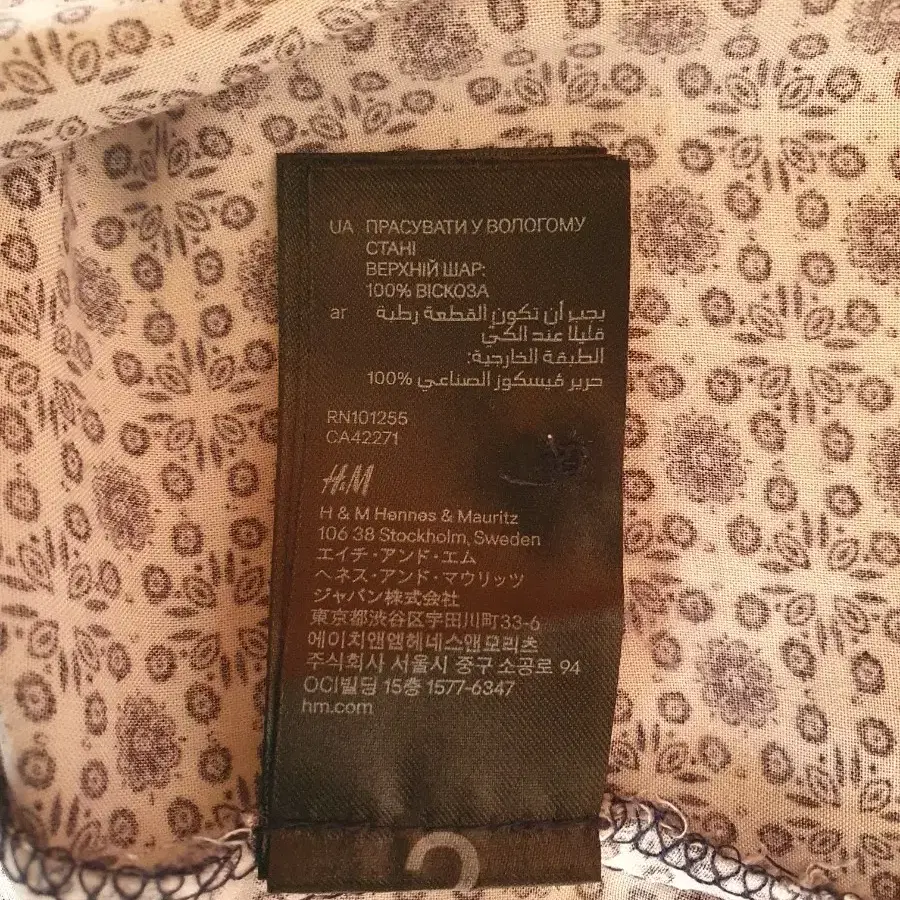 UA ПРАСУВАТИ У ВОЛОГОМУ
СТАНІ
ВЕРХНІЙ ШАР:
100% ВІСКОЗА
ar يجب أن تكون القطعة رطبة
قليلًا عند الكي
الطبقة الخارجية:
حرير ڤيسكوز الصناعي %100
RN101255
CA42271
H&M
H & M Hennes & Mauritz
106 38 Stockholm, Sweden
エイチ・アンド・エム
ヘネス・アンド・マウリッツ
ジャパン株式会社
東京都渋谷区宇田川町33-6
에이치앤엠헤네스앤모리츠
주식회사 서울시 중구 소공로 94
OCI빌딩 15층 1577-6347
hm.com